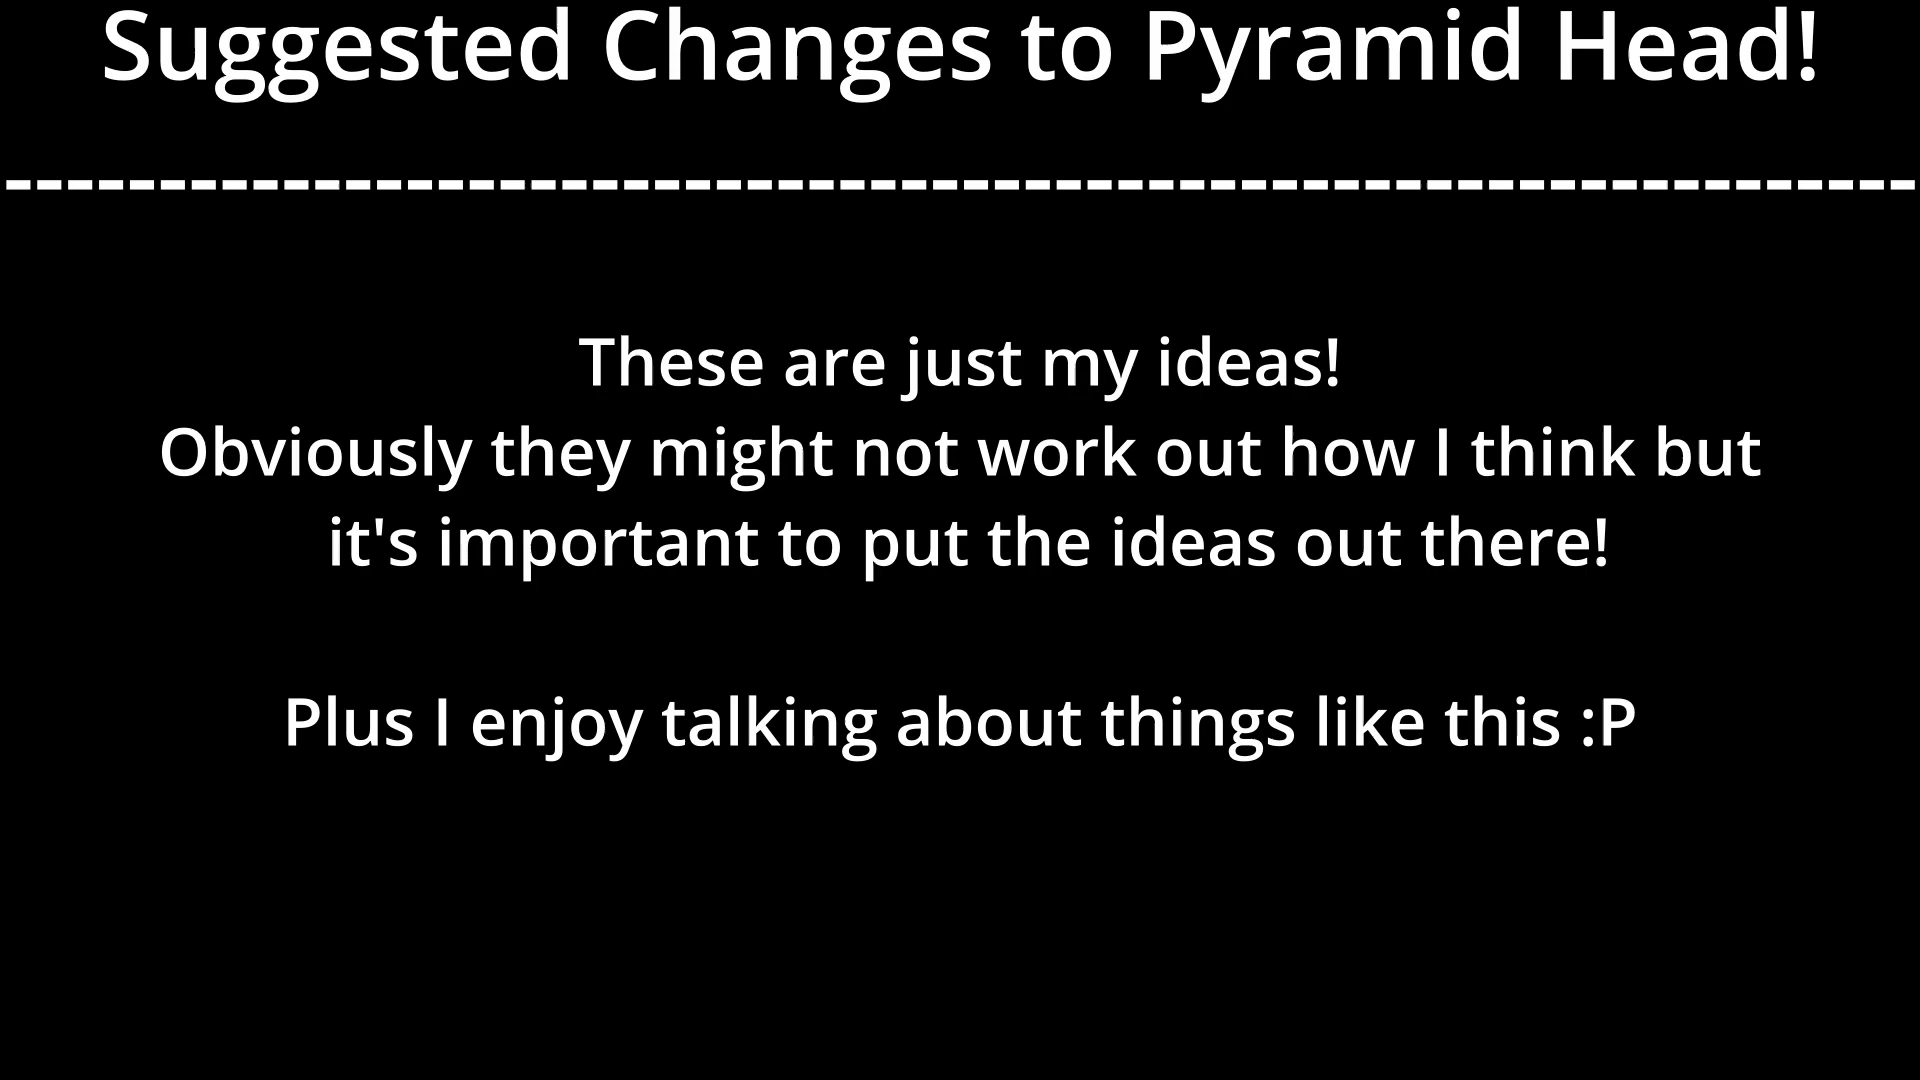 Suggested Changes to Pyramid Head!
--------------------------------------------------------------
These are just my ideas!
Obviously they might not work out how I think but
it's important to put the ideas out there!
Plus I enjoy talking about things like this :P